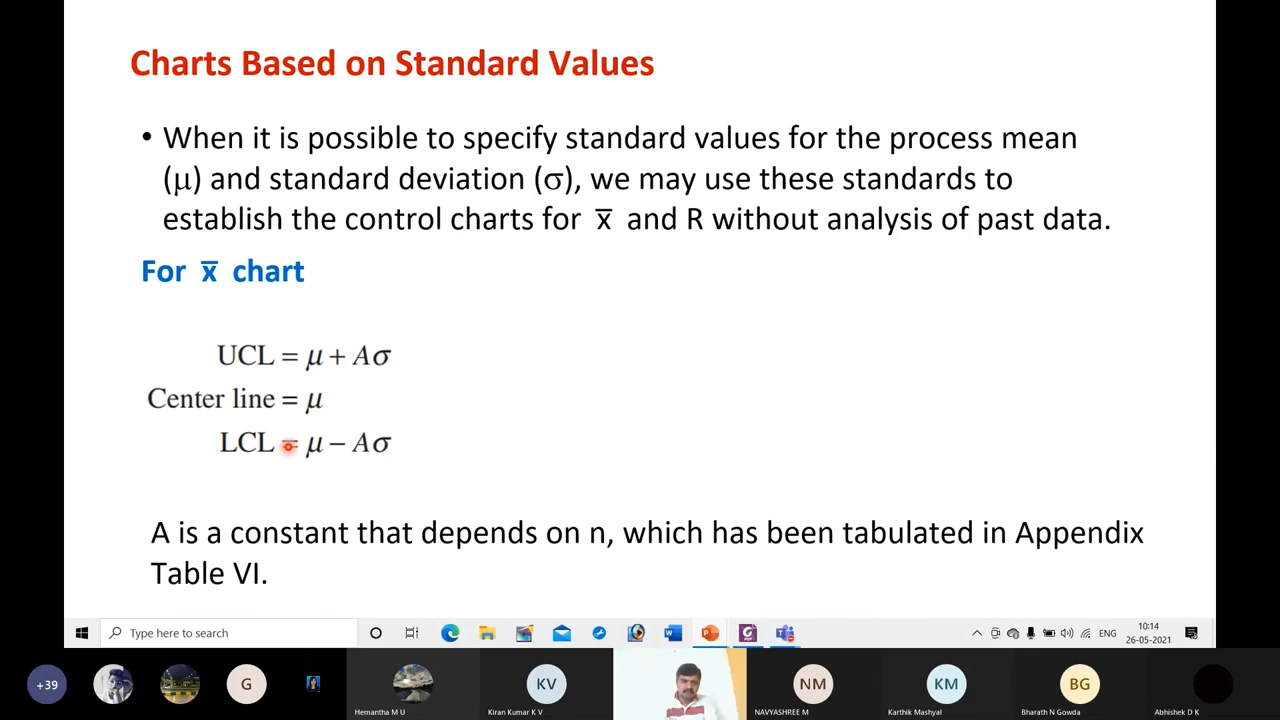 Charts Based on Standard Values
• When it is possible to specify standard values for the process mean
(μ) and standard deviation (σ), we may use these standards to
establish the control charts for x̅ and R without analysis of past data.
For x̅ chart
UCL = μ + Aσ
Center line = μ
LCL = μ − Aσ
A is a constant that depends on n, which has been tabulated in Appendix
Table VI.
Type here to search
ENG
10:14
26-05-2021
+39
G
KV
NM
KM
BG
Hemantha M U
Kiran Kumar K V
NAVYASHREE M
Karthik Mashyal
Bharath N Gowda
Abhishek D K